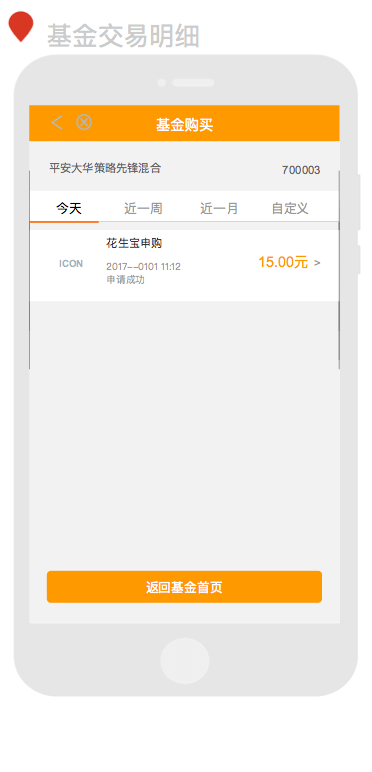 基金交易明细
基金购买
平安大华策略先锋混合 700003
今天 近一周 近一月 自定义
花生宝申购
ICON 2017--0101 11:12 15.00元 >
申请成功
返回基金首页